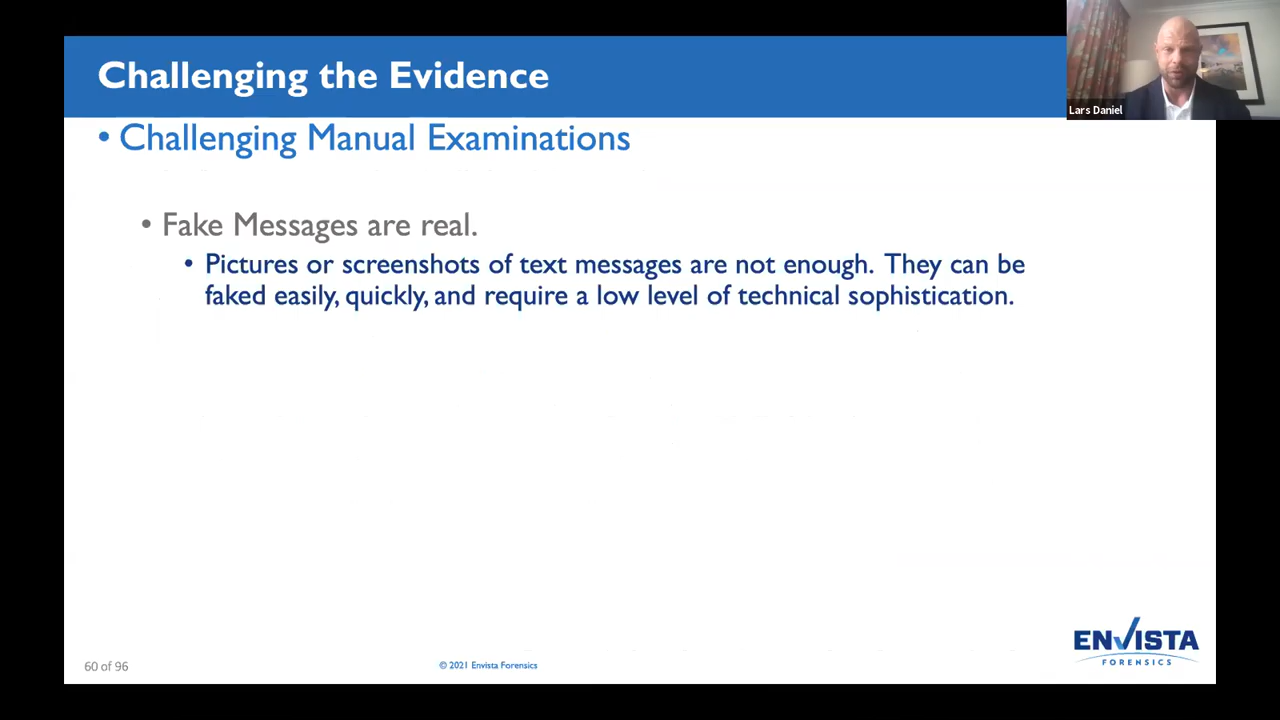 Challenging the Evidence
Lars Daniel
• Challenging Manual Examinations
• Fake Messages are real.
• Pictures or screenshots of text messages are not enough. They can be
faked easily, quickly, and require a low level of technical sophistication.
ENVISTA
FORENSICS
60 of 96
© 2021 Envista Forensics